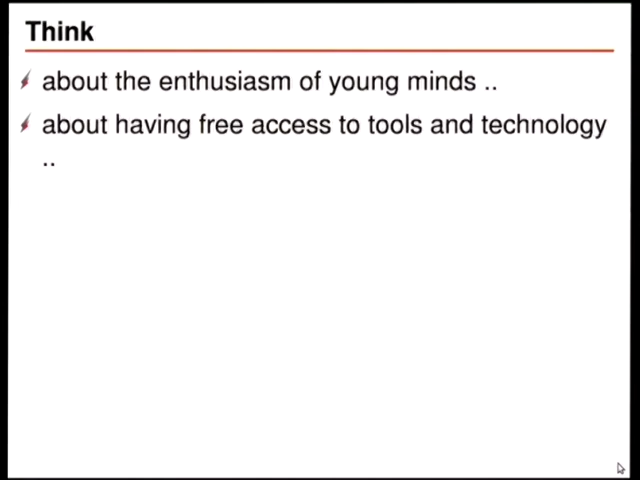 Think
about the enthusiasm of young minds ..
about having free access to tools and technology
..